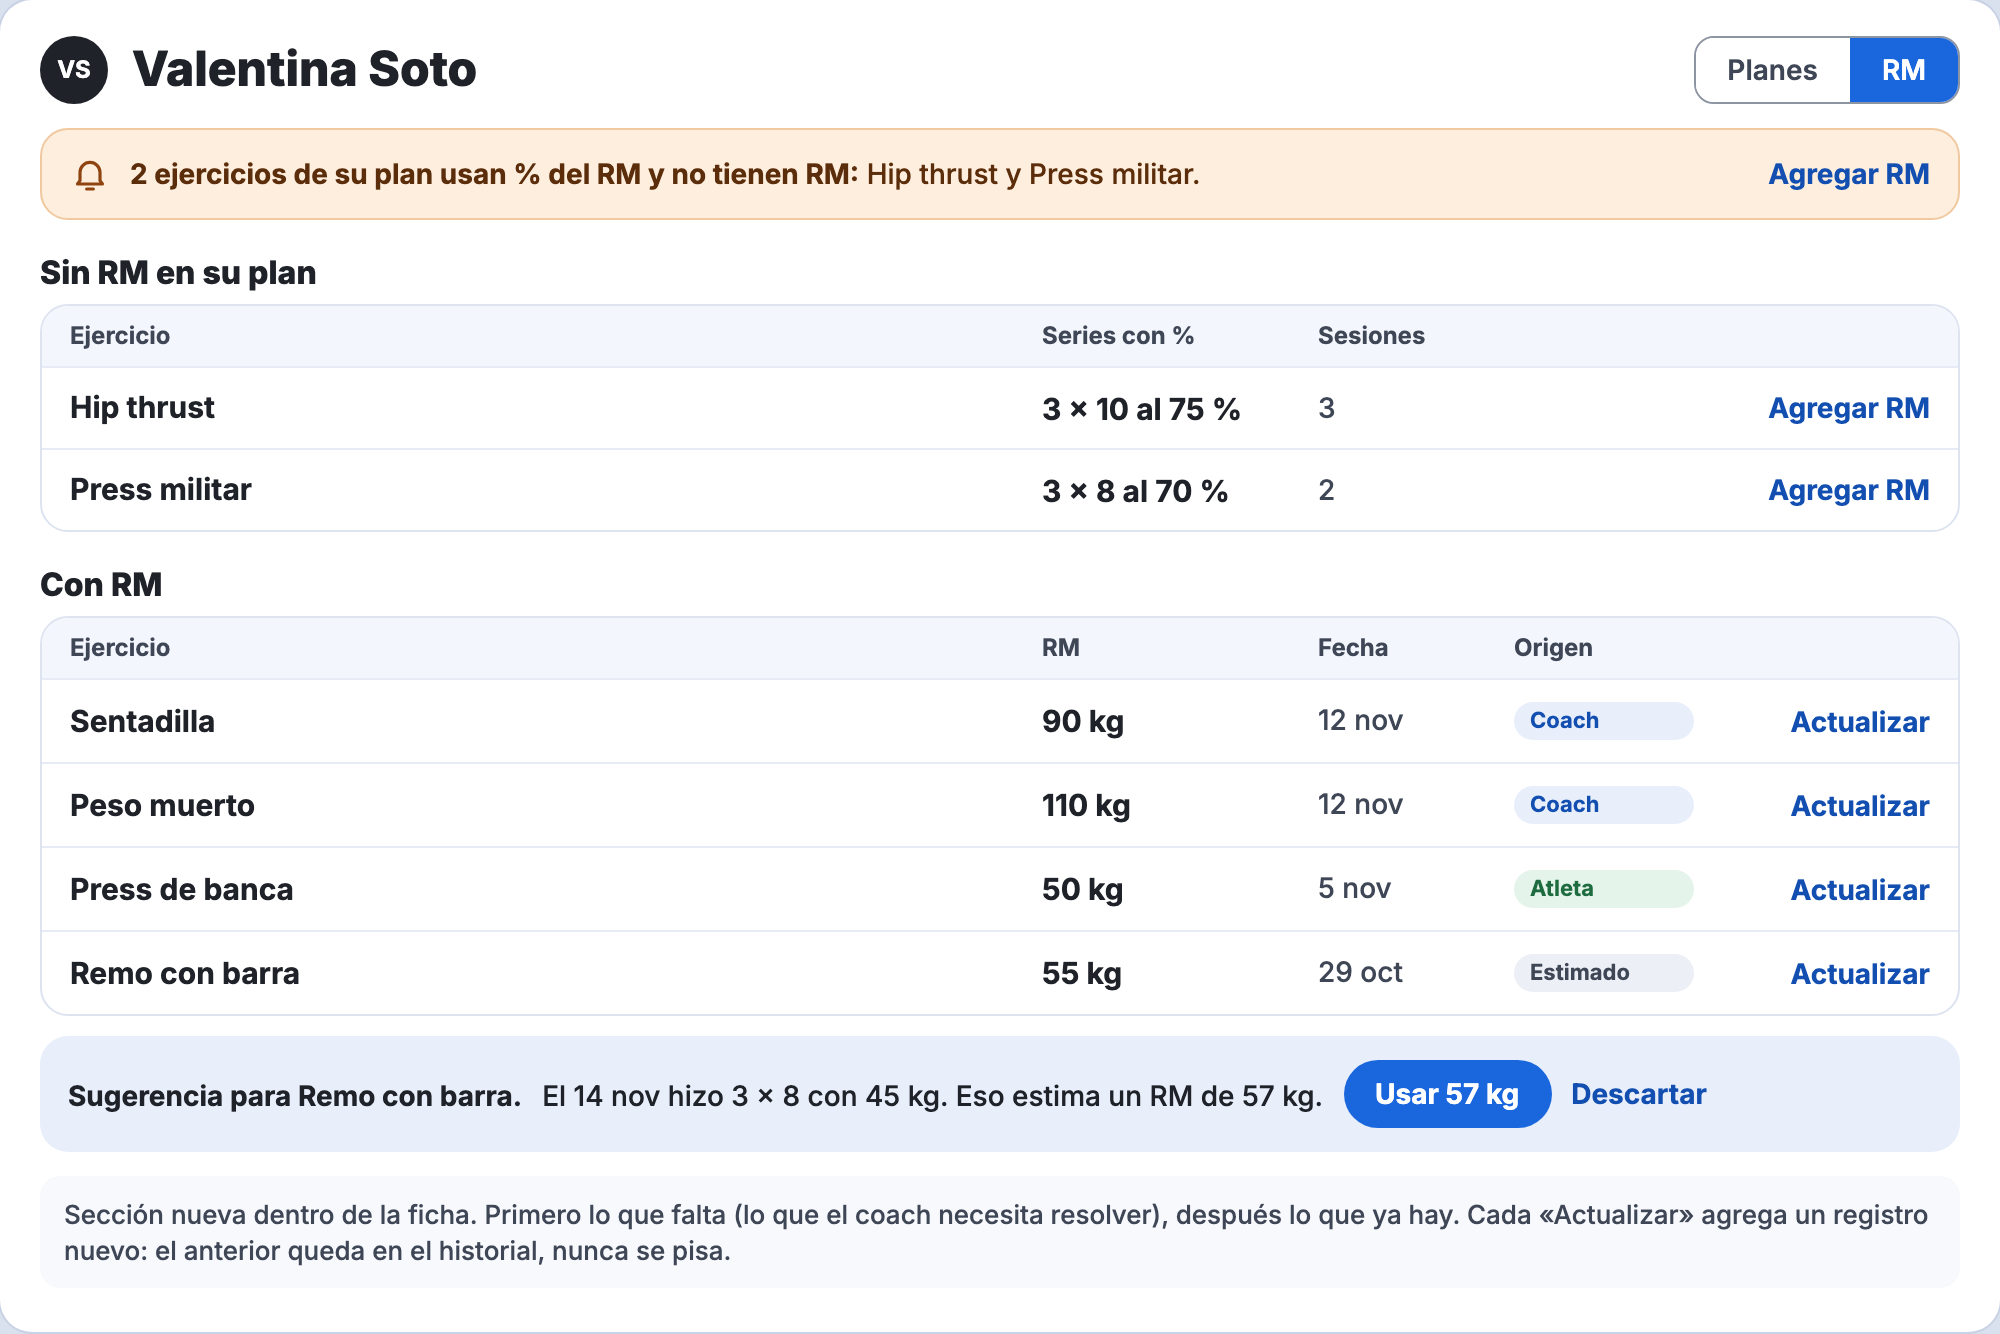 VS
Valentina Soto
Planes
RM
2 ejercicios de su plan usan % del RM y no tienen RM: Hip thrust y Press militar.
Agregar RM
Sin RM en su plan
Ejercicio
Series con %
Sesiones
Hip thrust
3 × 10 al 75 %
3
Agregar RM
Press militar
3 × 8 al 70 %
2
Agregar RM
Con RM
Ejercicio
RM
Fecha
Origen
Sentadilla
90 kg
12 nov
Coach
Actualizar
Peso muerto
110 kg
12 nov
Coach
Actualizar
Press de banca
50 kg
5 nov
Atleta
Actualizar
Remo con barra
55 kg
29 oct
Estimado
Actualizar
Sugerencia para Remo con barra. El 14 nov hizo 3 × 8 con 45 kg. Eso estima un RM de 57 kg.
Usar 57 kg
Descartar
Sección nueva dentro de la ficha. Primero lo que falta (lo que el coach necesita resolver), después lo que ya hay. Cada «Actualizar» agrega un registro
nuevo: el anterior queda en el historial, nunca se pisa.